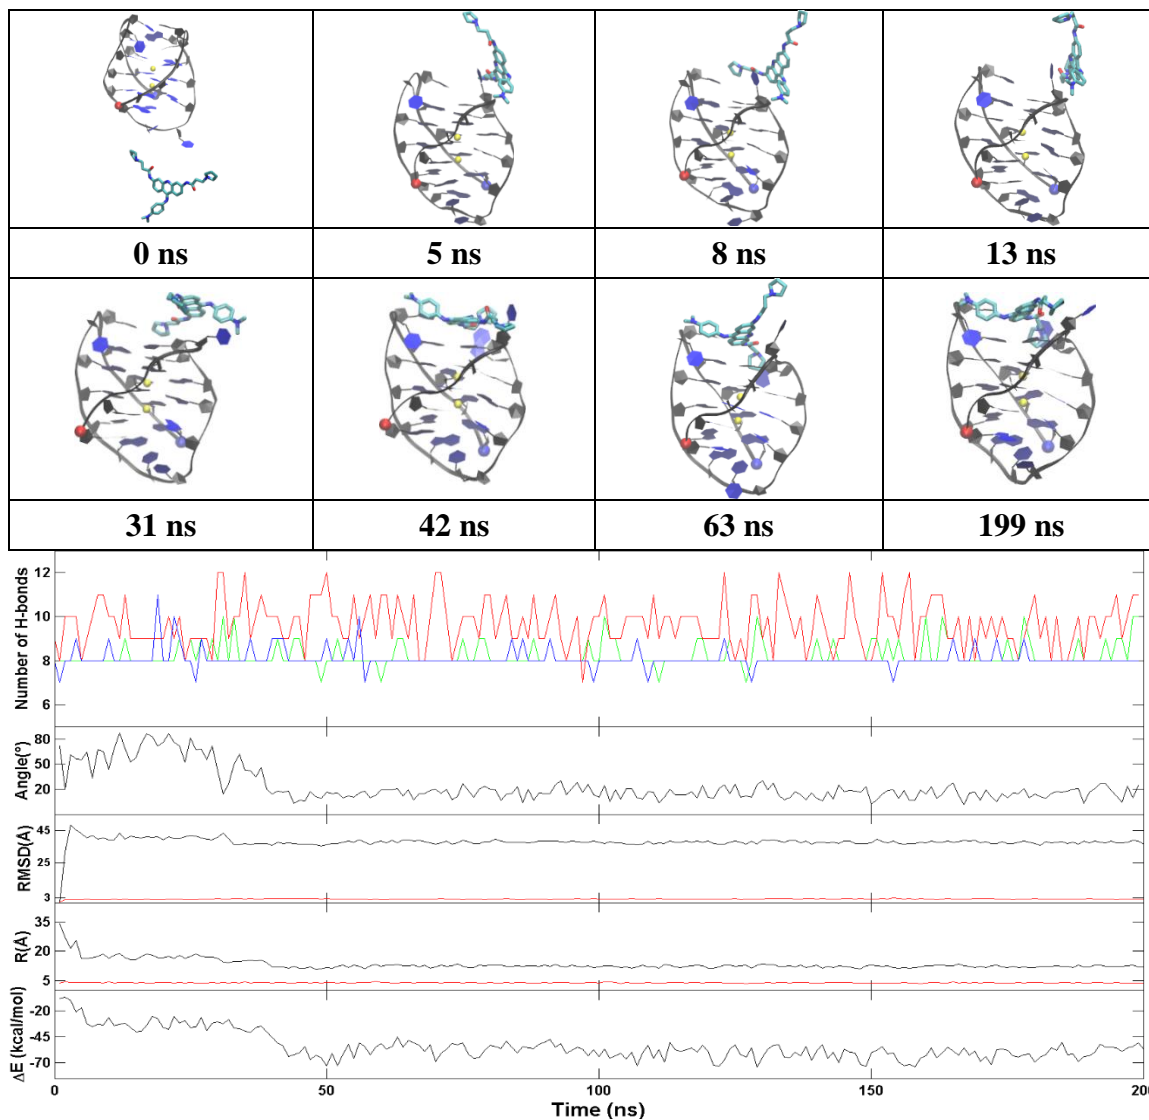 0 ns
5 ns
8 ns
13 ns
31 ns
42 ns
63 ns
199 ns
Number of H-bonds
12
10
8
6
Angle(°)
80
50
20
RMSD(Å)
45
25
3
R(Å)
35
20
5
ΔE (kcal/mol)
-20
-45
-70
0
50
100
150
200
Time (ns)